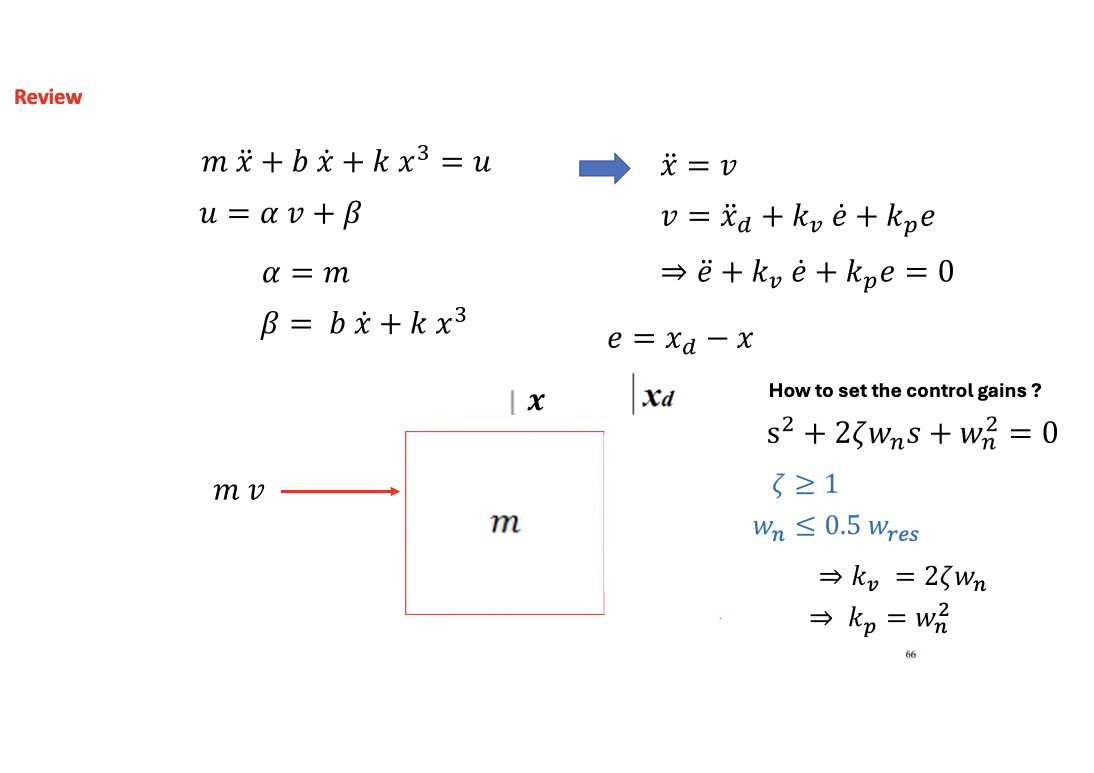 Review
m ẍ + b ẋ + k x³ = u
u = α v + β
α = m
β = b ẋ + k x³
ẍ = v
v = ẍ_d + k_v ė + k_p e
⇒ ë + k_v ė + k_p e = 0
e = x_d − x
| x
| x_d
m v
m
How to set the control gains ?
s² + 2ζw_n s + w_n² = 0
ζ ≥ 1
w_n ≤ 0.5 w_res
⇒ k_v = 2ζw_n
⇒ k_p = w_n²
66